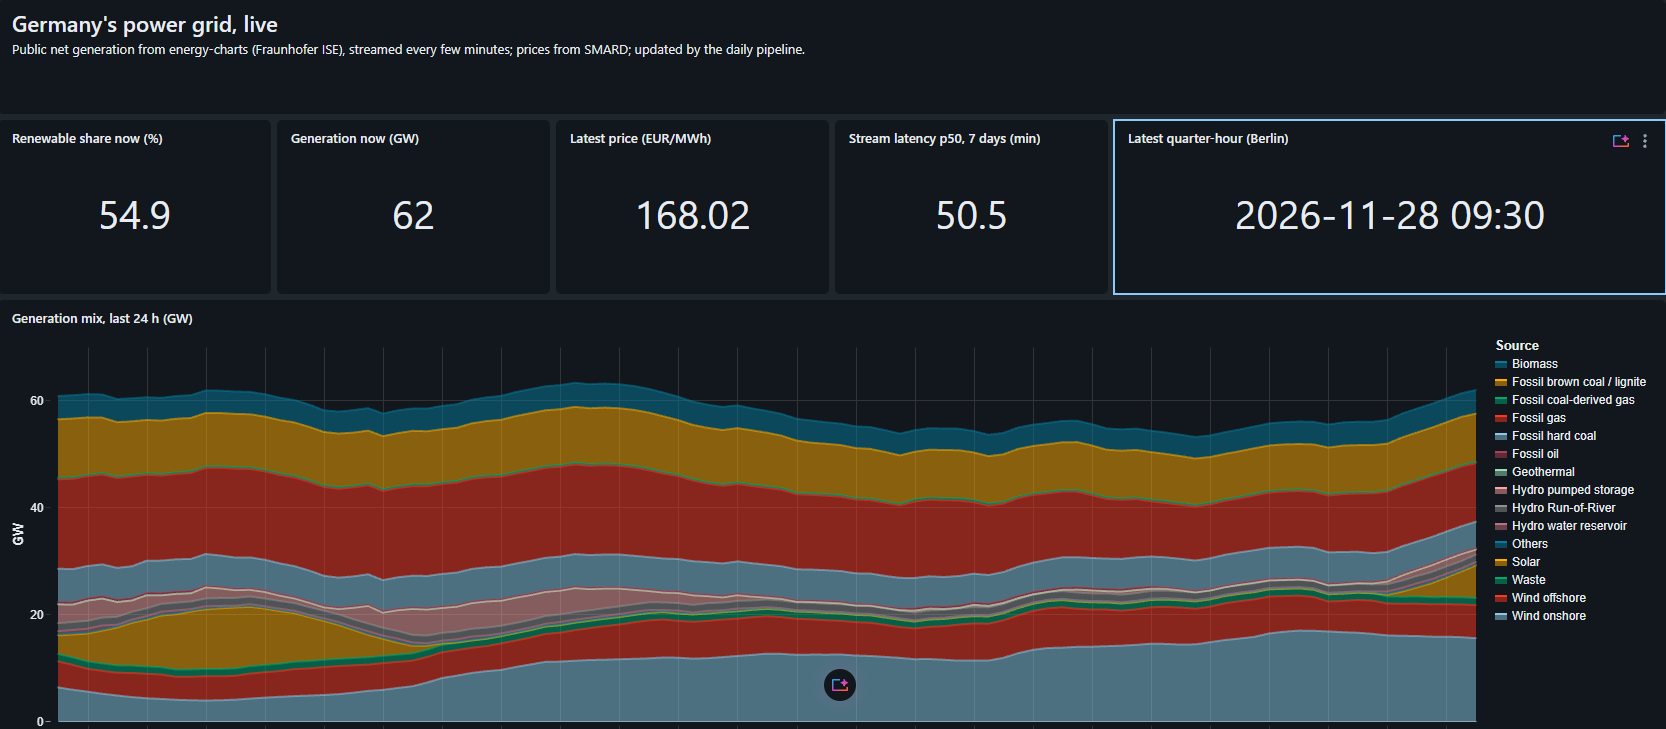 Germany's power grid, live
Public net generation from energy-charts (Fraunhofer ISE), streamed every few minutes; prices from SMARD; updated by the daily pipeline.
Renewable share now (%)
54.9
Generation now (GW)
62
Latest price (EUR/MWh)
168.02
Stream latency p50, 7 days (min)
50.5
Latest quarter-hour (Berlin)
2026-11-28 09:30
Generation mix, last 24 h (GW)
GW
60
40
20
0
Source
Biomass
Fossil brown coal / lignite
Fossil coal-derived gas
Fossil gas
Fossil hard coal
Fossil oil
Geothermal
Hydro pumped storage
Hydro Run-of-River
Hydro water reservoir
Others
Solar
Waste
Wind offshore
Wind onshore